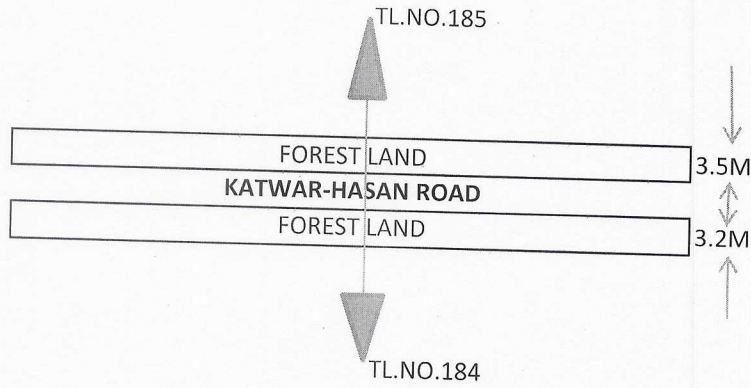 TL.NO.185
FOREST LAND
3.5M
KATWAR-HASAN ROAD
FOREST LAND
3.2M
TL.NO.184